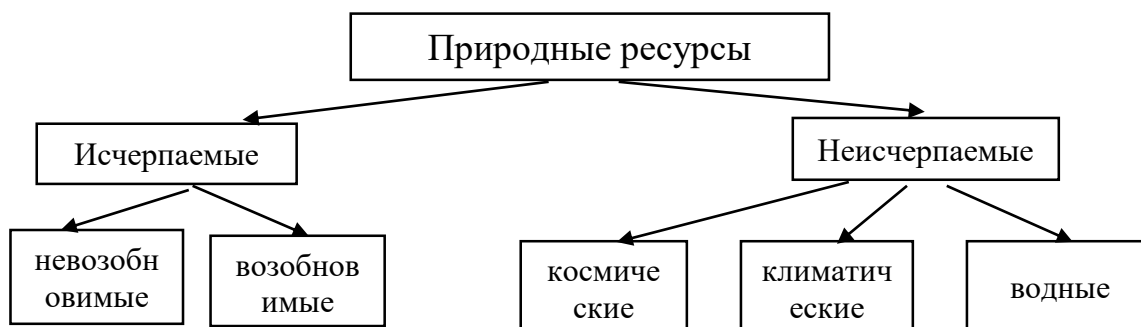 Природные ресурсы
Исчерпаемые
Неисчерпаемые
невозобн
овимые
возобнов
имые
космиче
ские
климатич
еские
водные